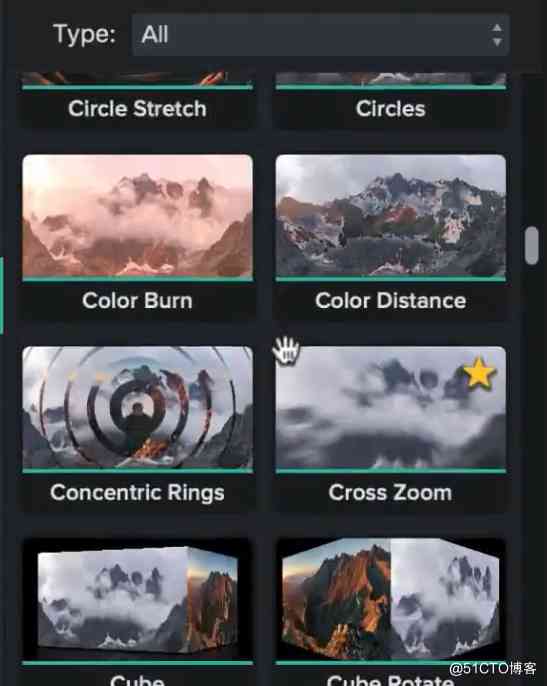 Type: All
Circle Stretch Circles
Color Burn Color Distance
Concentric Rings Cross Zoom
Cube Cube Rotate
@51CTO博客